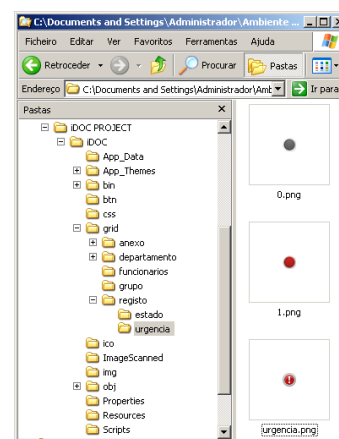 C:\Documents and Settings\Administrador\Ambiente ...
Ficheiro Editar Ver Favoritos Ferramentas Ajuda
Retroceder Procurar Pastas
Endereço C:\Documents and Settings\Administrador\Amb Ir para
Pastas
iDOC PROJECT
iDOC
App_Data
App_Themes
bin
btn
css
grid
anexo
departamento
funcionarios
grupo
registo
estado
urgencia
ico
ImageScanned
img
obj
Properties
Resources
Scripts
0.png
1.png
urgencia.png